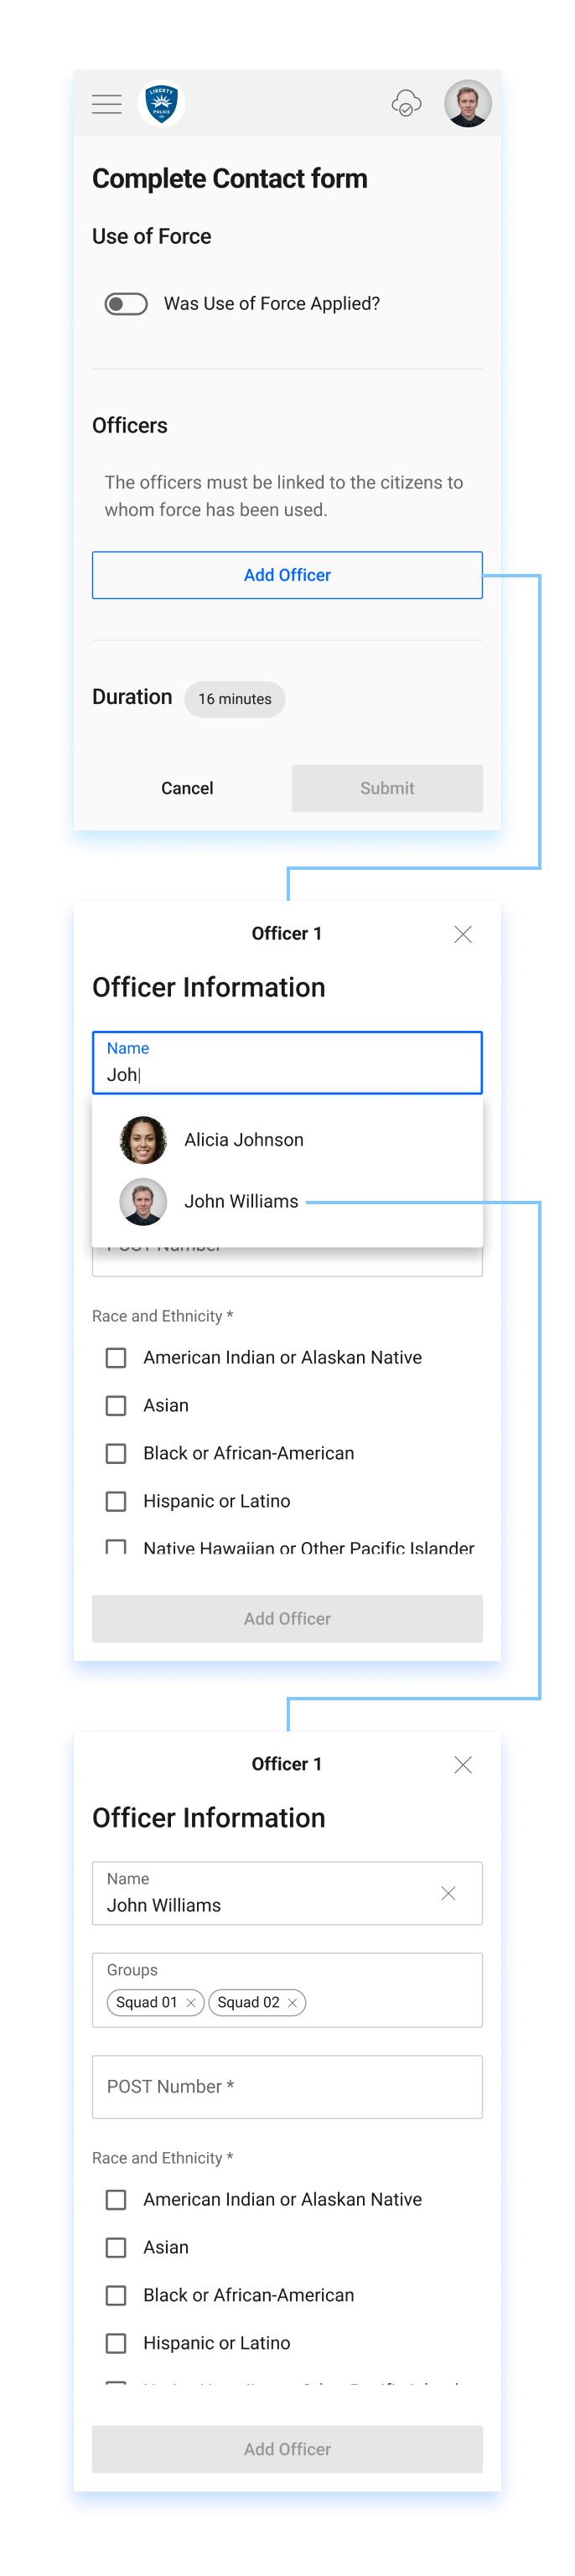 LIBERTY
POLICE
Complete Contact form
Use of Force
Was Use of Force Applied?
Officers
The officers must be linked to the citizens to
whom force has been used.
Add Officer
Duration
16 minutes
Cancel
Submit
Officer 1
Officer Information
Name
Joh
Alicia Johnson
John Williams
POST Number
Race and Ethnicity *
American Indian or Alaskan Native
Asian
Black or African-American
Hispanic or Latino
Native Hawaiian or Other Pacific Islander
Add Officer
Officer 1
Officer Information
Name
John Williams
Groups
Squad 01
Squad 02
POST Number *
Race and Ethnicity *
American Indian or Alaskan Native
Asian
Black or African-American
Hispanic or Latino
Add Officer